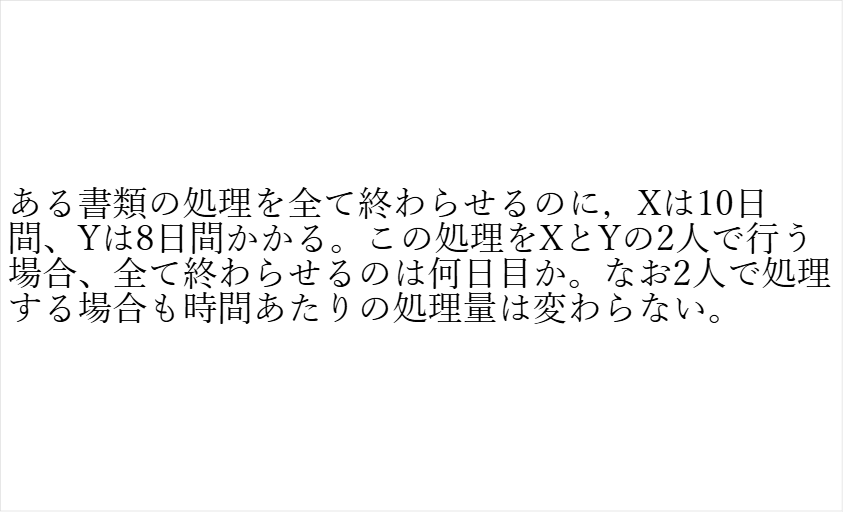 ある書類の処理を全て終わらせるのに，Xは10日
間、Yは8日間かかる。この処理をXとYの2人で行う
場合、全て終わらせるのは何日目か。なお2人で処理
する場合も時間あたりの処理量は変わらない。